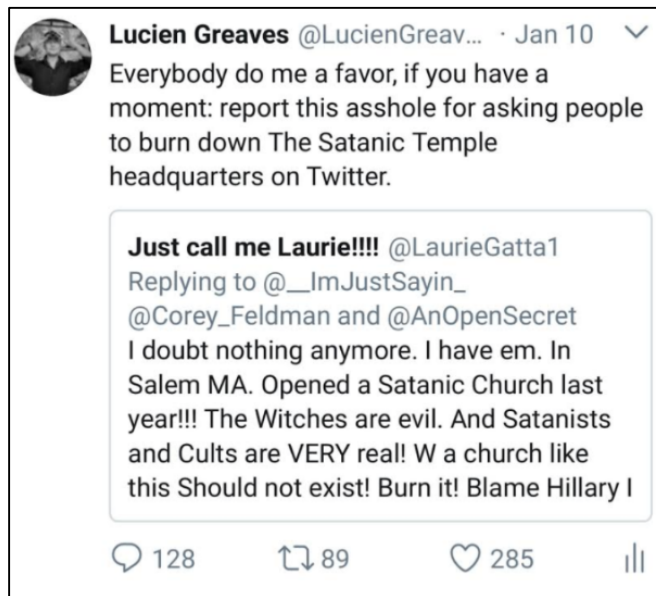 Lucien Greaves @LucienGreav... · Jan 10
Everybody do me a favor, if you have a
moment: report this asshole for asking people
to burn down The Satanic Temple
headquarters on Twitter.
Just call me Laurie!!!! @LaurieGatta1
Replying to @__ImJustSayin_
@Corey_Feldman and @AnOpenSecret
I doubt nothing anymore. I have em. In
Salem MA. Opened a Satanic Church last
year!!! The Witches are evil. And Satanists
and Cults are VERY real! W a church like
this Should not exist! Burn it! Blame Hillary I
128 89 285